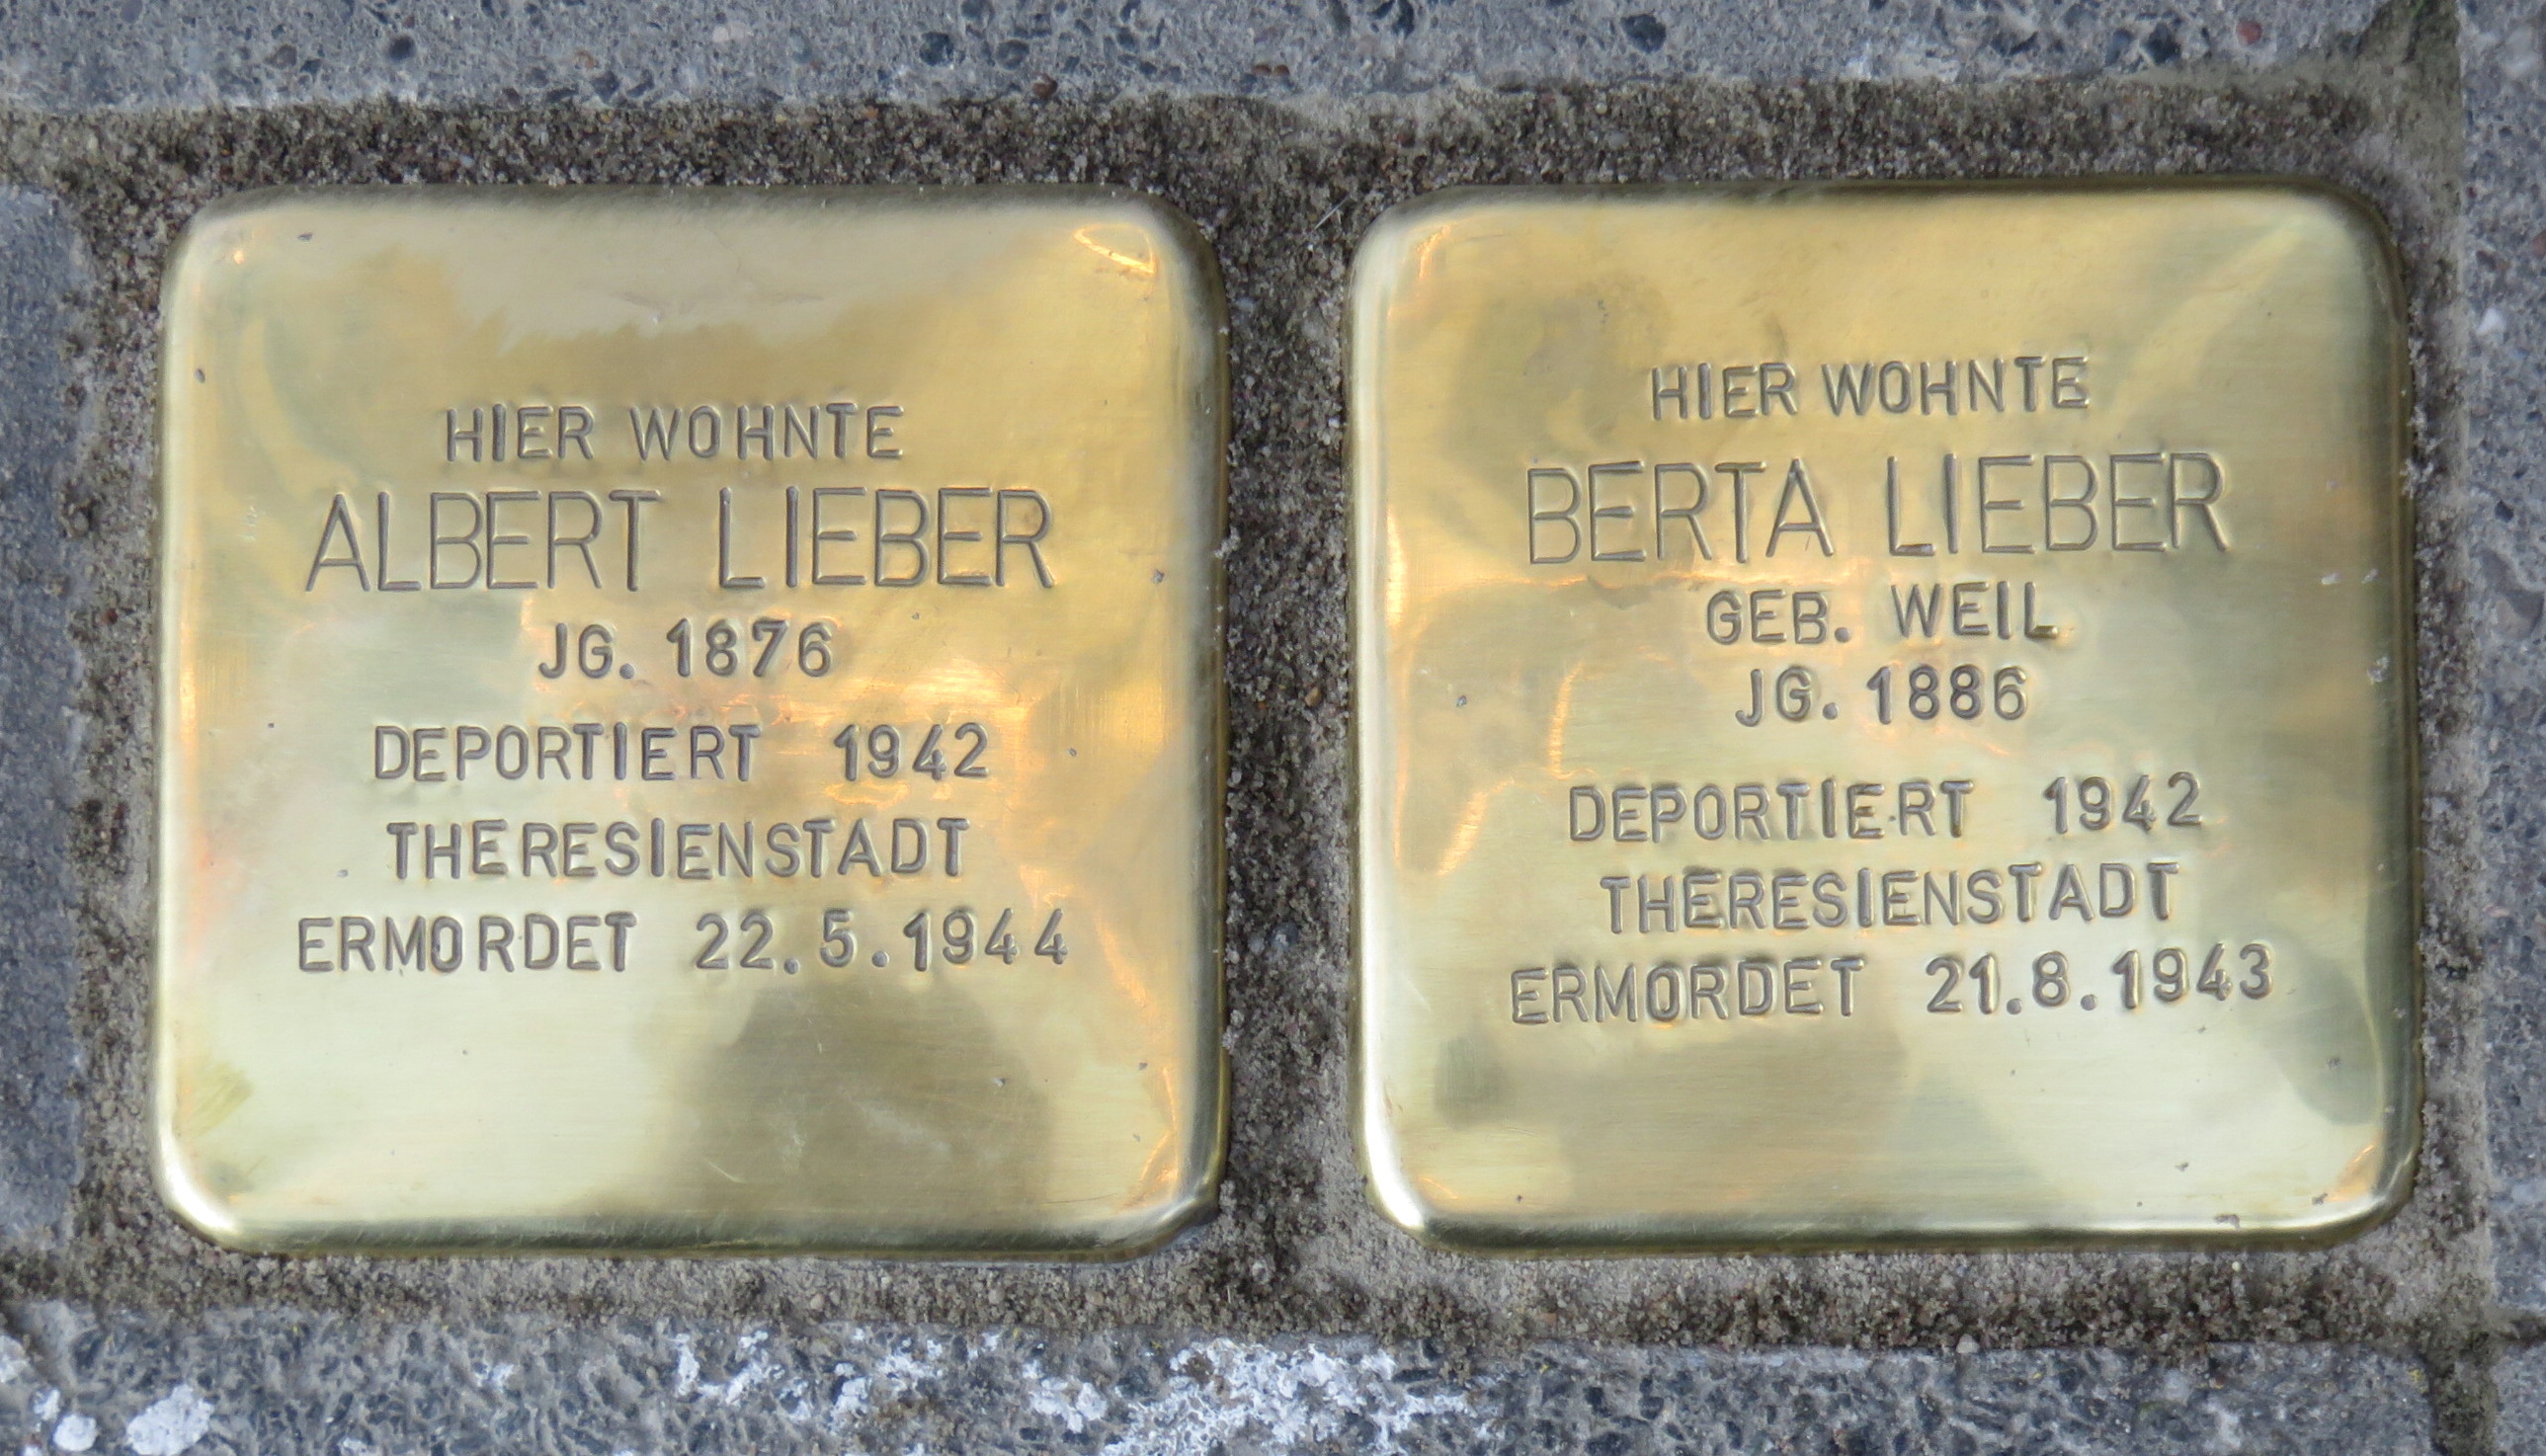 HIER WOHNTE
ALBERT LIEBER
JG. 1876
DEPORTIERT 1942
THERESIENSTADT
ERMORDET 22.5.1944
HIER WOHNTE
BERTA LIEBER
GEB. WEIL
JG. 1886
DEPORTIERT 1942
THERESIENSTADT
ERMORDET 21.8.1943